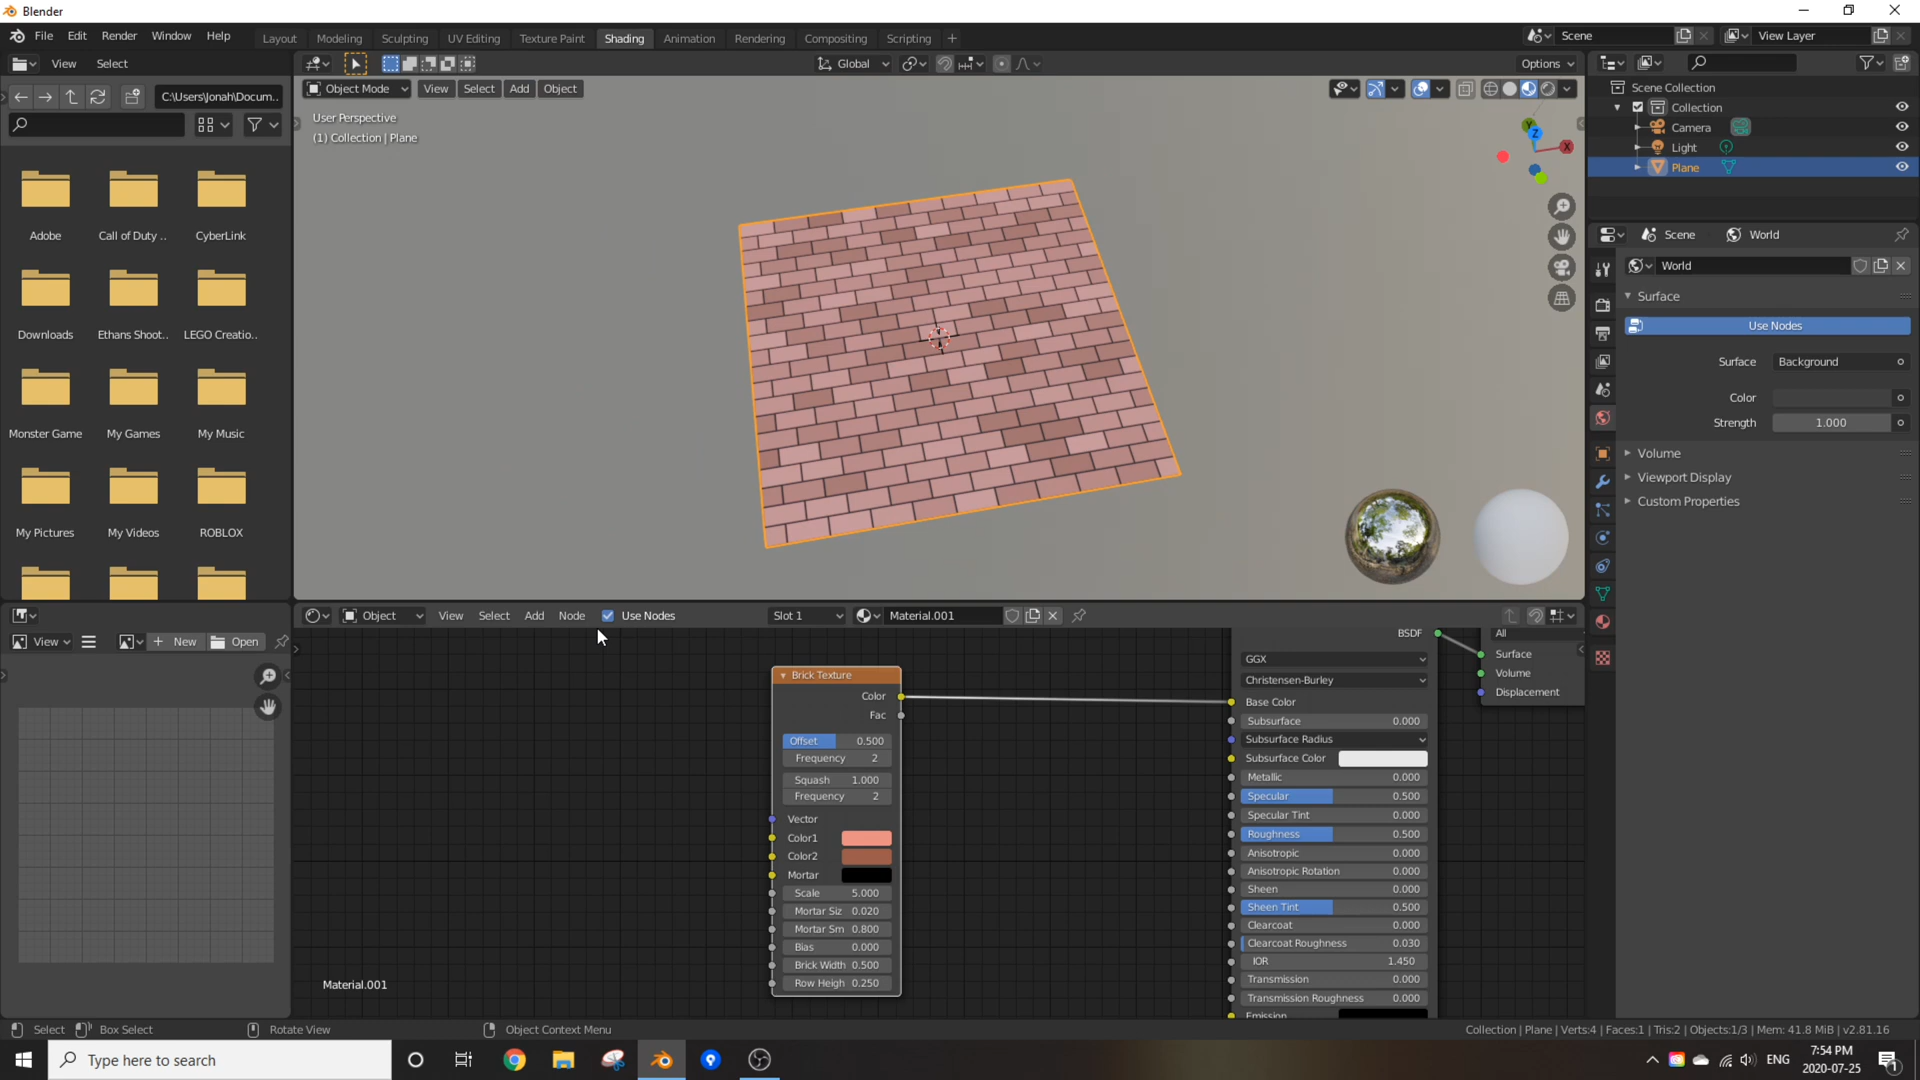 Blender
File Edit Render Window Help
Layout Modeling Sculpting UV Editing Texture Paint Shading Animation Rendering Compositing Scripting +
Scene
View Layer
View Select
Global
Options
C:\Users\Jonah\Docum..
Object Mode View Select Add Object
User Perspective
(1) Collection | Plane
Y
Z
X
Adobe
Call of Duty ..
CyberLink
Downloads
Ethans Shoot..
LEGO Creatio..
Monster Game
My Games
My Music
My Pictures
My Videos
ROBLOX
Scene Collection
Collection
Camera
Light
Plane
Scene
World
World
Surface
Use Nodes
Surface Background
Color
Strength 1.000
Volume
Viewport Display
Custom Properties
Object View Select Add Node Use Nodes Slot 1 Material.001
View New Open
Brick Texture
Color
Fac
Offset 0.500
Frequency 2
Squash 1.000
Frequency 2
Vector
Color1
Color2
Mortar
Scale 5.000
Mortar Siz 0.020
Mortar Sm 0.800
Bias 0.000
Brick Width 0.500
Row Heigh 0.250
BSDF
GGX
Christensen-Burley
Base Color
Subsurface 0.000
Subsurface Radius
Subsurface Color
Metallic 0.000
Specular 0.500
Specular Tint 0.000
Roughness 0.500
Anisotropic 0.000
Anisotropic Rotation 0.000
Sheen 0.000
Sheen Tint 0.500
Clearcoat 0.000
Clearcoat Roughness 0.030
IOR 1.450
Transmission 0.000
Transmission Roughness 0.000
Emission
All
Surface
Volume
Displacement
Material.001
Select Box Select Rotate View Object Context Menu
Collection | Plane | Verts:4 | Faces:1 | Tris:2 | Objects:1/3 | Mem: 41.8 MiB | v2.81.16
Type here to search
ENG
7:54 PM
2020-07-25
1